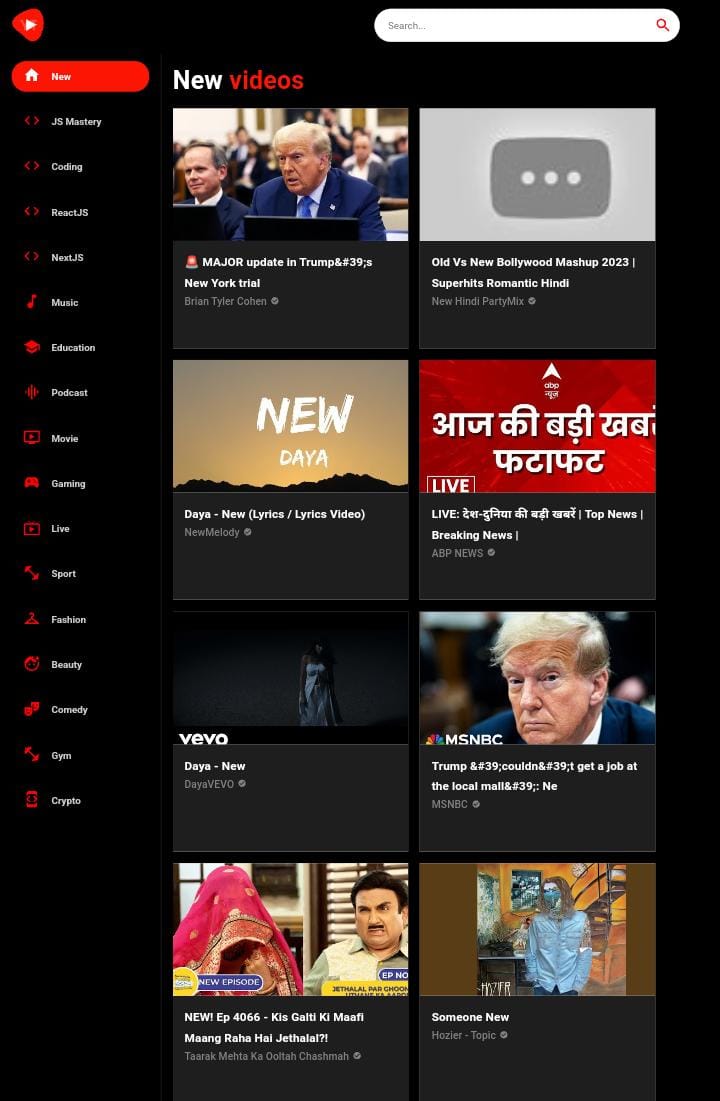 Search...
New
JS Mastery
Coding
ReactJS
NextJS
Music
Education
Podcast
Movie
Gaming
Live
Sport
Fashion
Beauty
Comedy
Gym
Crypto
New videos
🚨 MAJOR update in Trump&#39;s
New York trial
Brian Tyler Cohen
Old Vs New Bollywood Mashup 2023 |
Superhits Romantic Hindi
New Hindi PartyMix
NEW
DAYA
Daya - New (Lyrics / Lyrics Video)
NewMelody
abp
न्यूज़
आज की बड़ी खबरें
फटाफट
LIVE
LIVE: देश-दुनिया की बड़ी खबरें | Top News |
Breaking News |
ABP NEWS
vevo
Daya - New
DayaVEVO
MSNBC
Trump &#39;couldn&#39;t get a job at
the local mall&#39;: Ne
MSNBC
NEW EPISODE
EP NO
JETHALAL PAR GHOON
NEW! Ep 4066 - Kis Galti Ki Maafi
Maang Raha Hai Jethalal?!
Taarak Mehta Ka Ooltah Chashmah
HOZIER
Someone New
Hozier - Topic